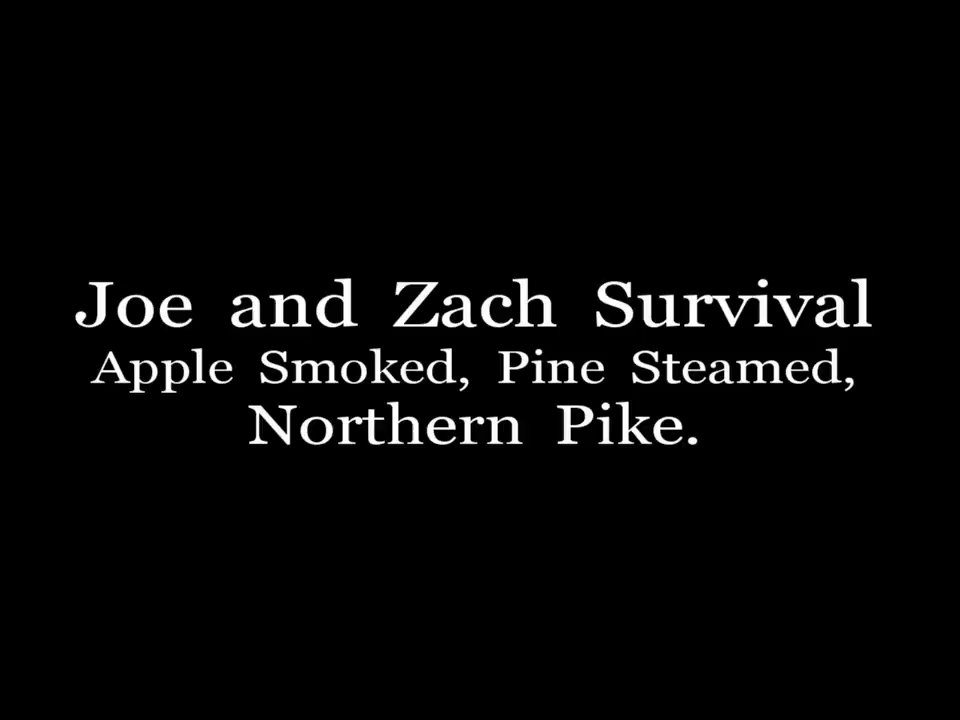 Joe and Zach Survival
Apple Smoked, Pine Steamed,
Northern Pike.